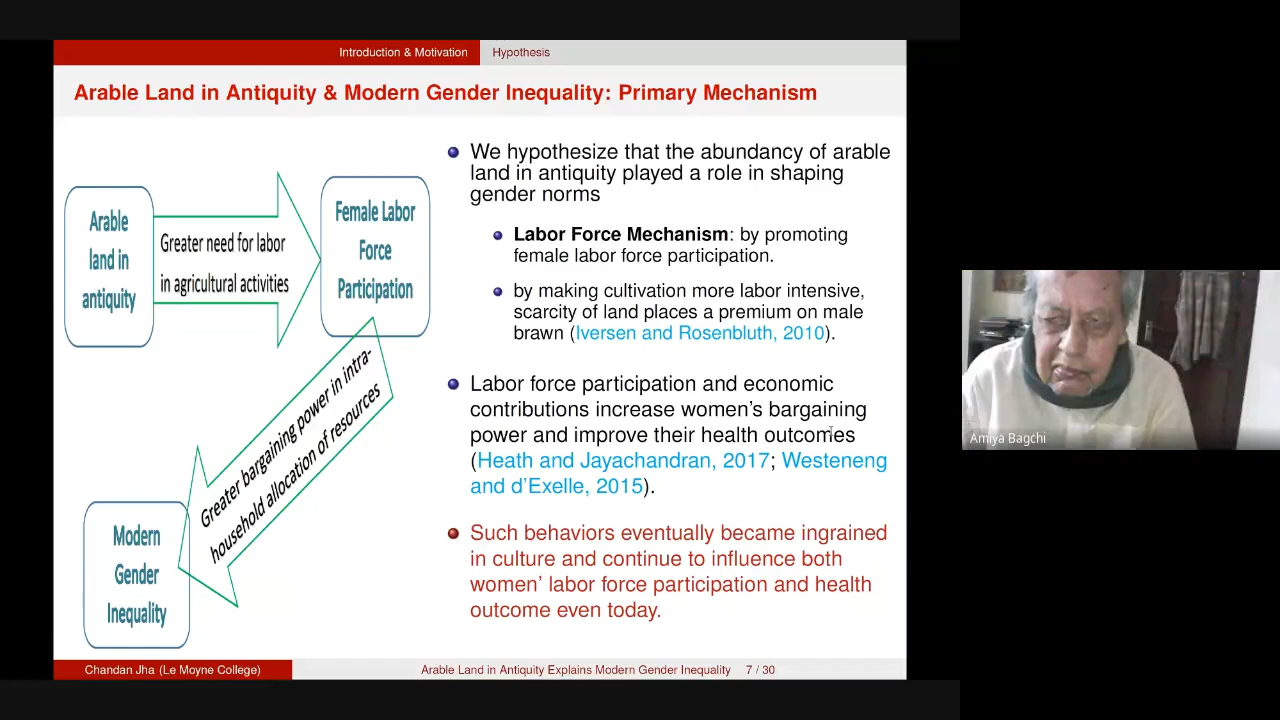 Introduction & Motivation Hypothesis
Arable Land in Antiquity & Modern Gender Inequality: Primary Mechanism
Arable
land in
antiquity
Greater need for labor
in agricultural activities
Female Labor
Force
Participation
Greater bargaining power in intra-
household allocation of resources
Modern
Gender
Inequality
We hypothesize that the abundancy of arable
land in antiquity played a role in shaping
gender norms
Labor Force Mechanism: by promoting
female labor force participation.
by making cultivation more labor intensive,
scarcity of land places a premium on male
brawn (Iversen and Rosenbluth, 2010).
Labor force participation and economic
contributions increase women's bargaining
power and improve their health outcomes
(Heath and Jayachandran, 2017; Westeneng
and d'Exelle, 2015).
Such behaviors eventually became ingrained
in culture and continue to influence both
women' labor force participation and health
outcome even today.
Chandan Jha (Le Moyne College) Arable Land in Antiquity Explains Modern Gender Inequality 7 / 30
Amiya Bagchi